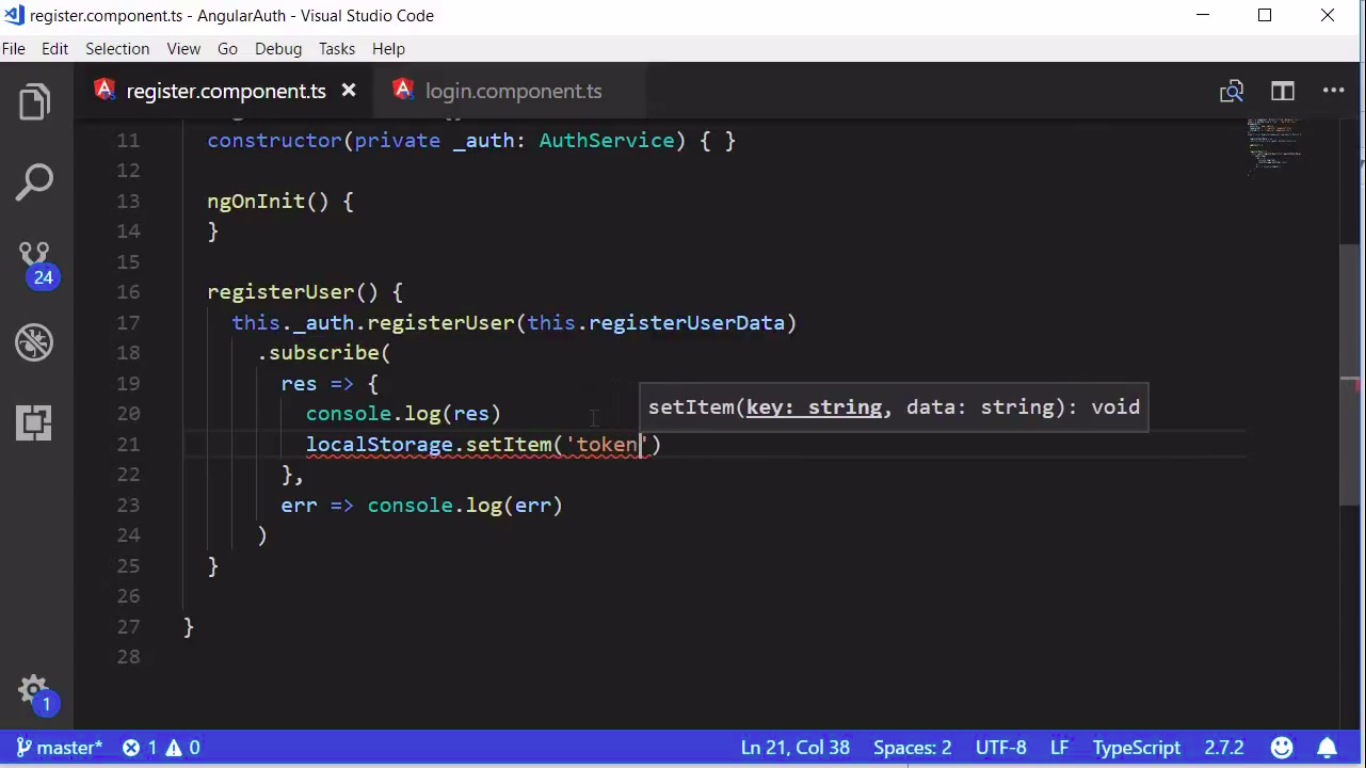 register.component.ts - AngularAuth - Visual Studio Code
File Edit Selection View Go Debug Tasks Help
register.component.ts login.component.ts
11 constructor(private _auth: AuthService) { }
12
13 ngOnInit() {
14 }
15
16 registerUser() {
17 this._auth.registerUser(this.registerUserData)
18 .subscribe(
19 res => {
setItem(key: string, data: string): void
20 console.log(res)
21 localStorage.setItem('token')
22 },
23 err => console.log(err)
24 )
25 }
26
27 }
28
24
1
master* 1 0 Ln 21, Col 38 Spaces: 2 UTF-8 LF TypeScript 2.7.2